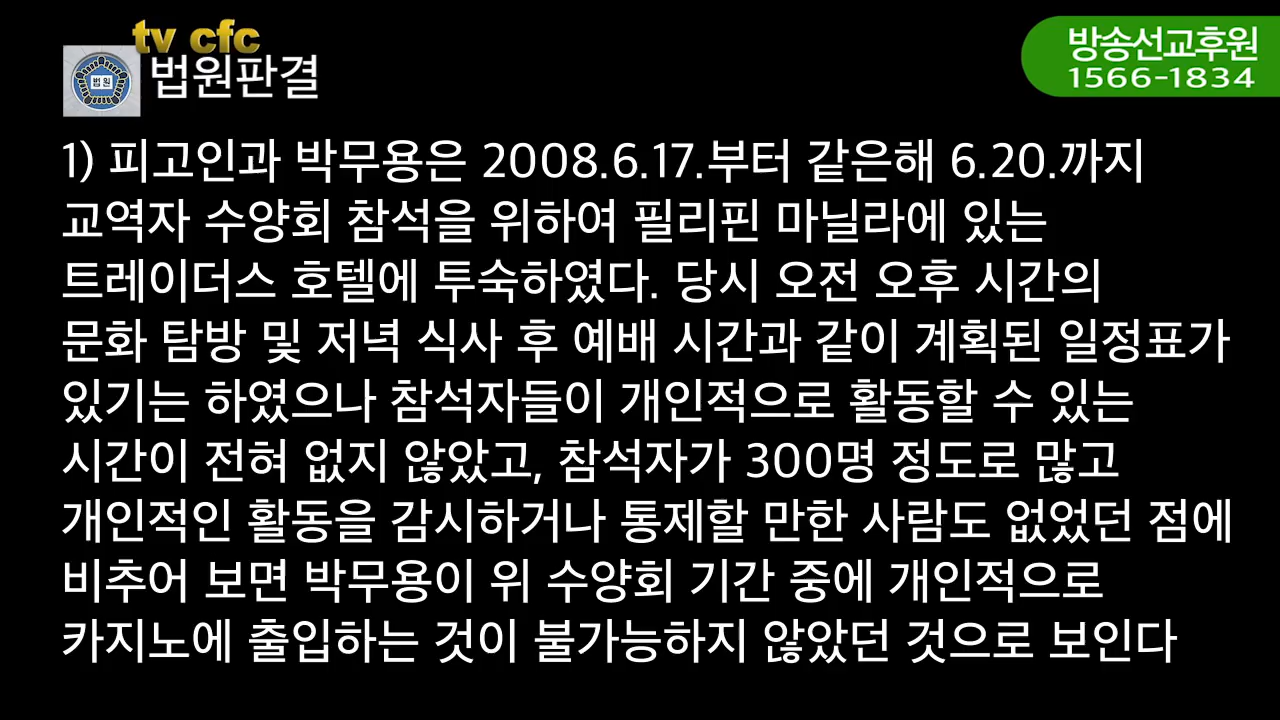 tv cfc
법원
법원판결
방송선교후원
1566-1834
1) 피고인과 박무용은 2008.6.17.부터 같은해 6.20.까지
교역자 수양회 참석을 위하여 필리핀 마닐라에 있는
트레이더스 호텔에 투숙하였다. 당시 오전 오후 시간의
문화 탐방 및 저녁 식사 후 예배 시간과 같이 계획된 일정표가
있기는 하였으나 참석자들이 개인적으로 활동할 수 있는
시간이 전혀 없지 않았고, 참석자가 300명 정도로 많고
개인적인 활동을 감시하거나 통제할 만한 사람도 없었던 점에
비추어 보면 박무용이 위 수양회 기간 중에 개인적으로
카지노에 출입하는 것이 불가능하지 않았던 것으로 보인다